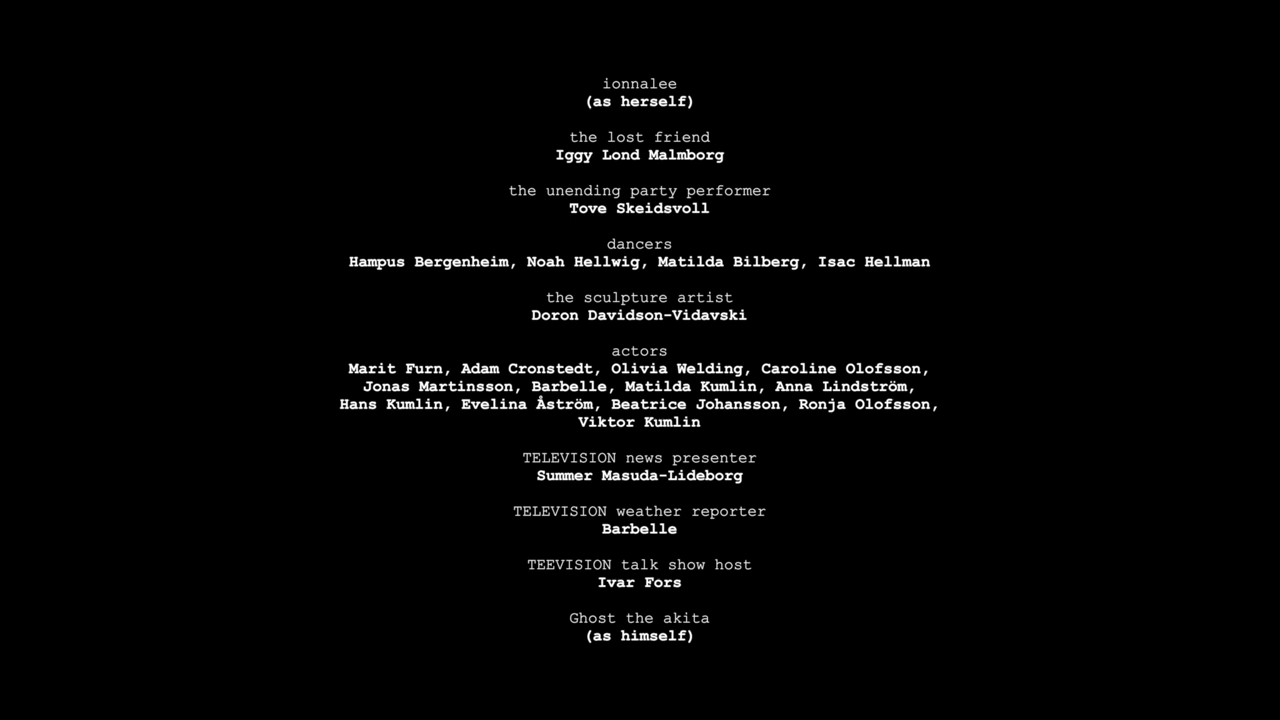 ionnalee
(as herself)
the lost friend
Iggy Lond Malmborg
the unending party performer
Tove Skeidsvoll
dancers
Hampus Bergenheim, Noah Hellwig, Matilda Bilberg, Isac Hellman
the sculpture artist
Doron Davidson-Vidavski
actors
Marit Furn, Adam Cronstedt, Olivia Welding, Caroline Olofsson,
Jonas Martinsson, Barbelle, Matilda Kumlin, Anna Lindström,
Hans Kumlin, Evelina Åström, Beatrice Johansson, Ronja Olofsson,
Viktor Kumlin
TELEVISION news presenter
Summer Masuda-Lideborg
TELEVISION weather reporter
Barbelle
TEEVISION talk show host
Ivar Fors
Ghost the akita
(as himself)